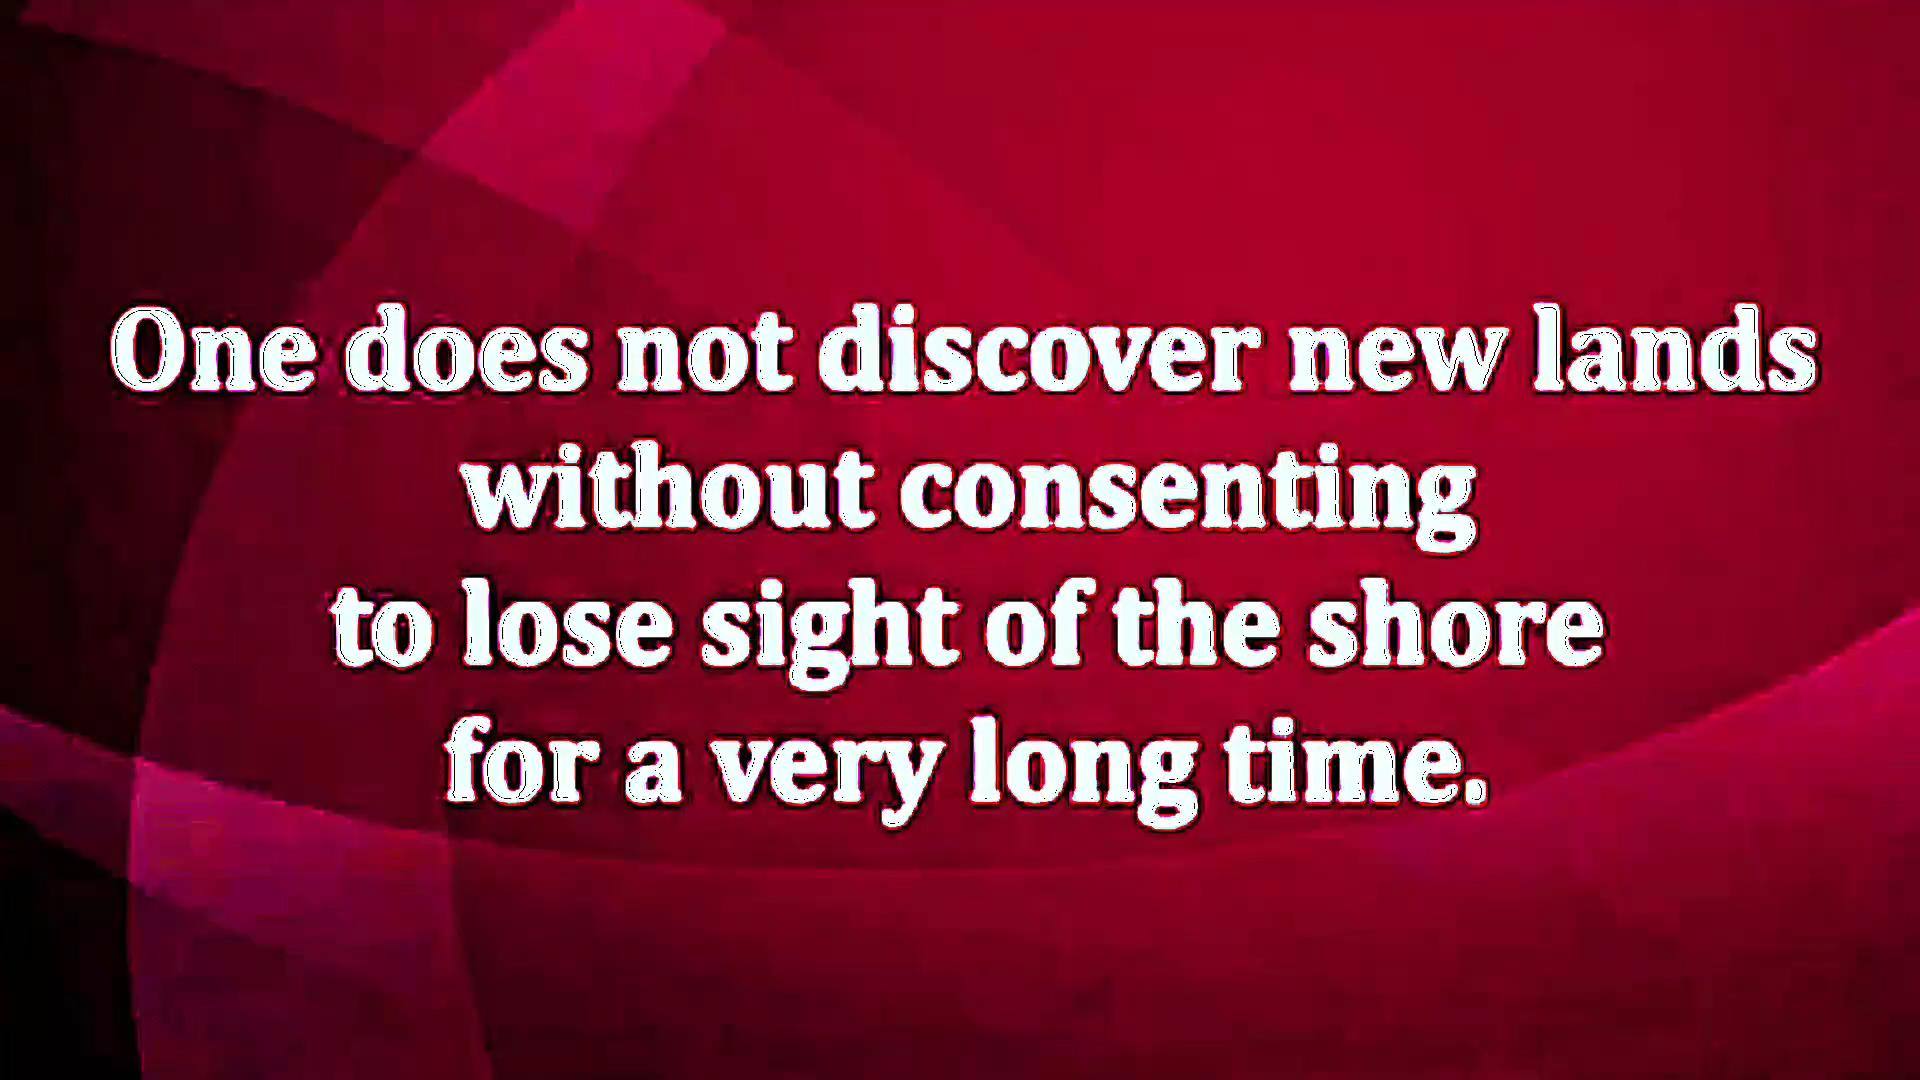 One does not discover new lands
without consenting
to lose sight of the shore
for a very long time.